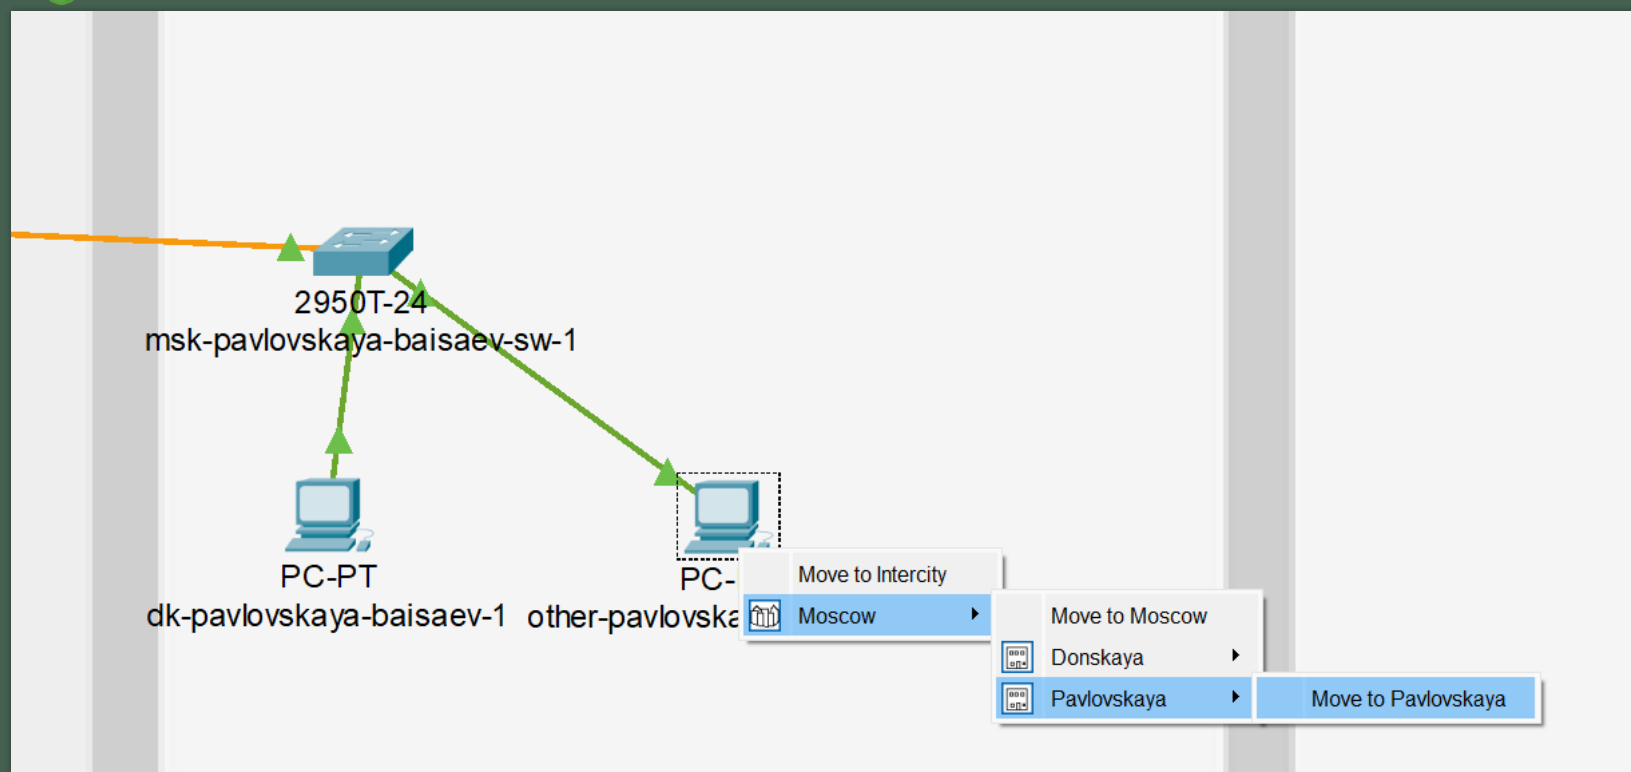 2950T-24
msk-pavlovskaya-baisaev-sw-1
PC-PT
dk-pavlovskaya-baisaev-1
PC-
other-pavlovska
Move to Intercity
Moscow
Move to Moscow
Donskaya
Pavlovskaya
Move to Pavlovskaya